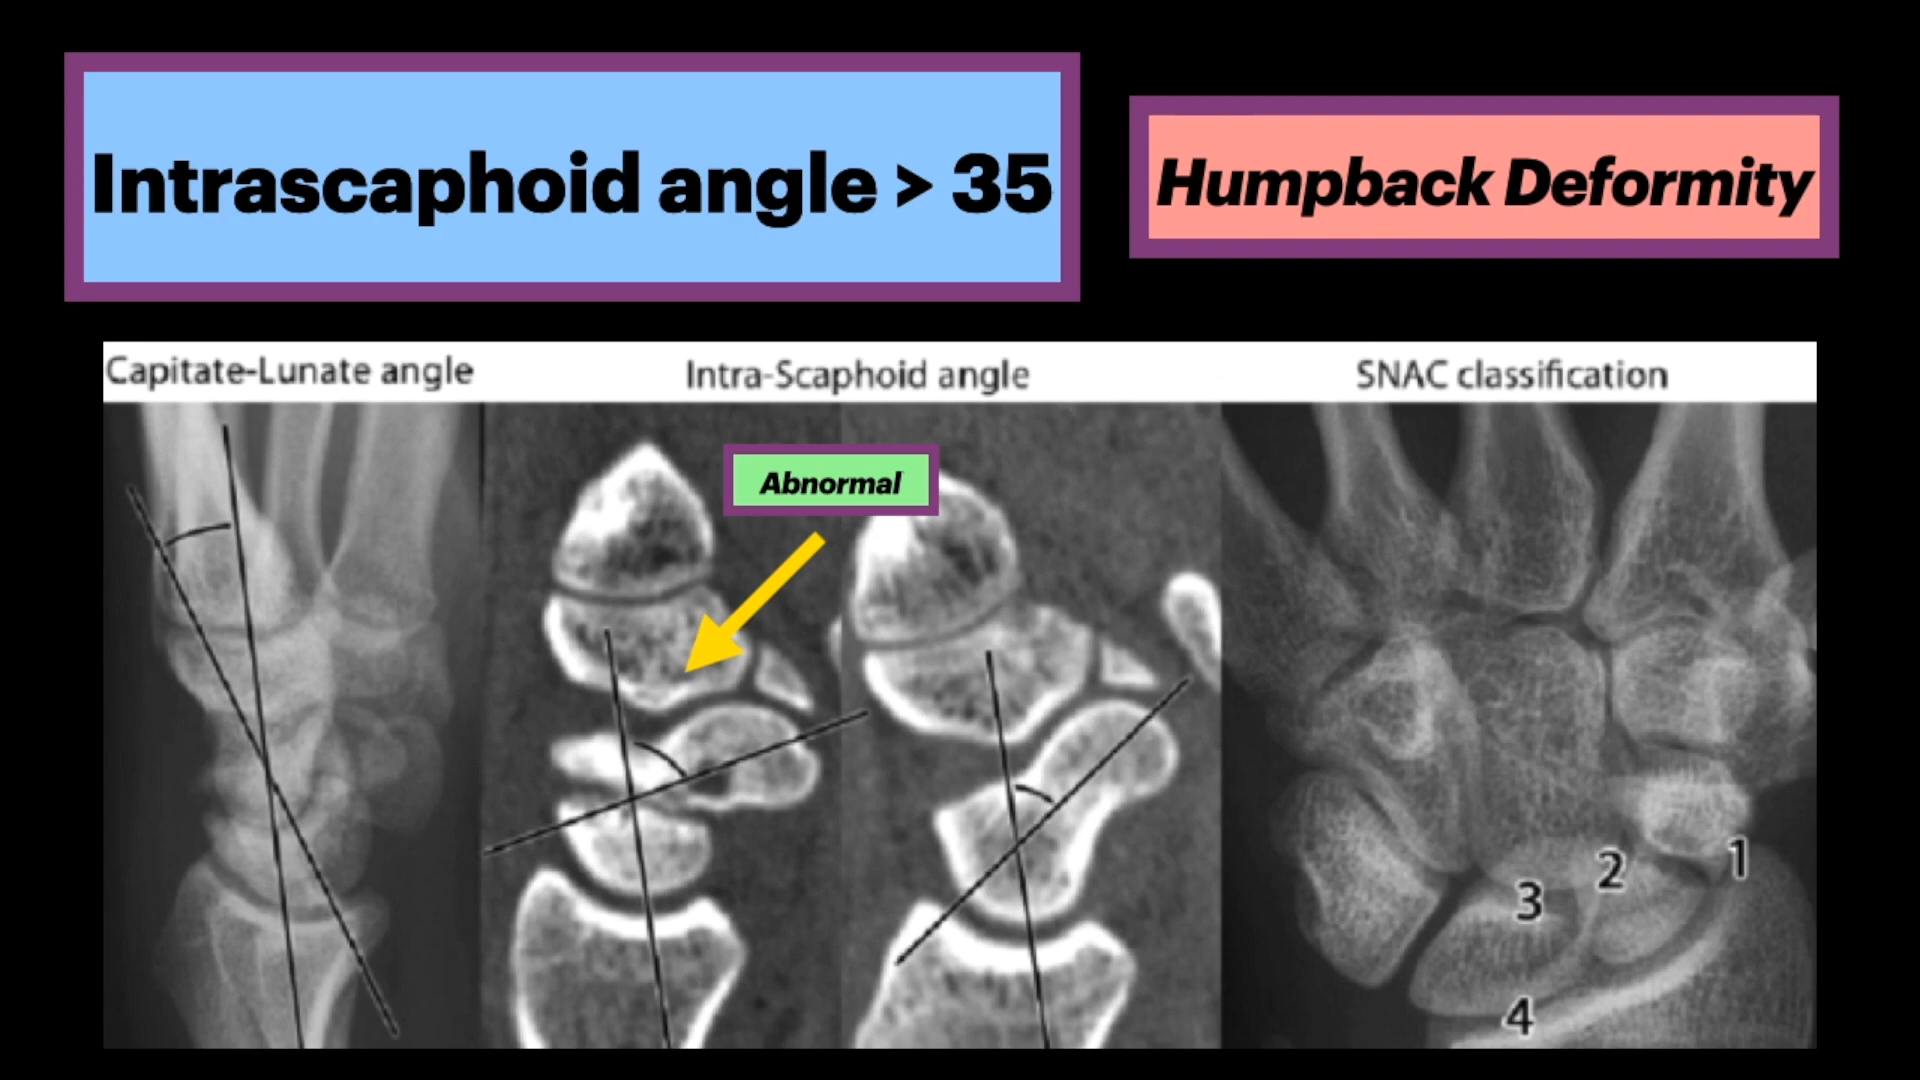 Intrascaphoid angle > 35
Humpback Deformity
Capitate-Lunate angle
Intra-Scaphoid angle
SNAC classification
Abnormal
1
2
3
4